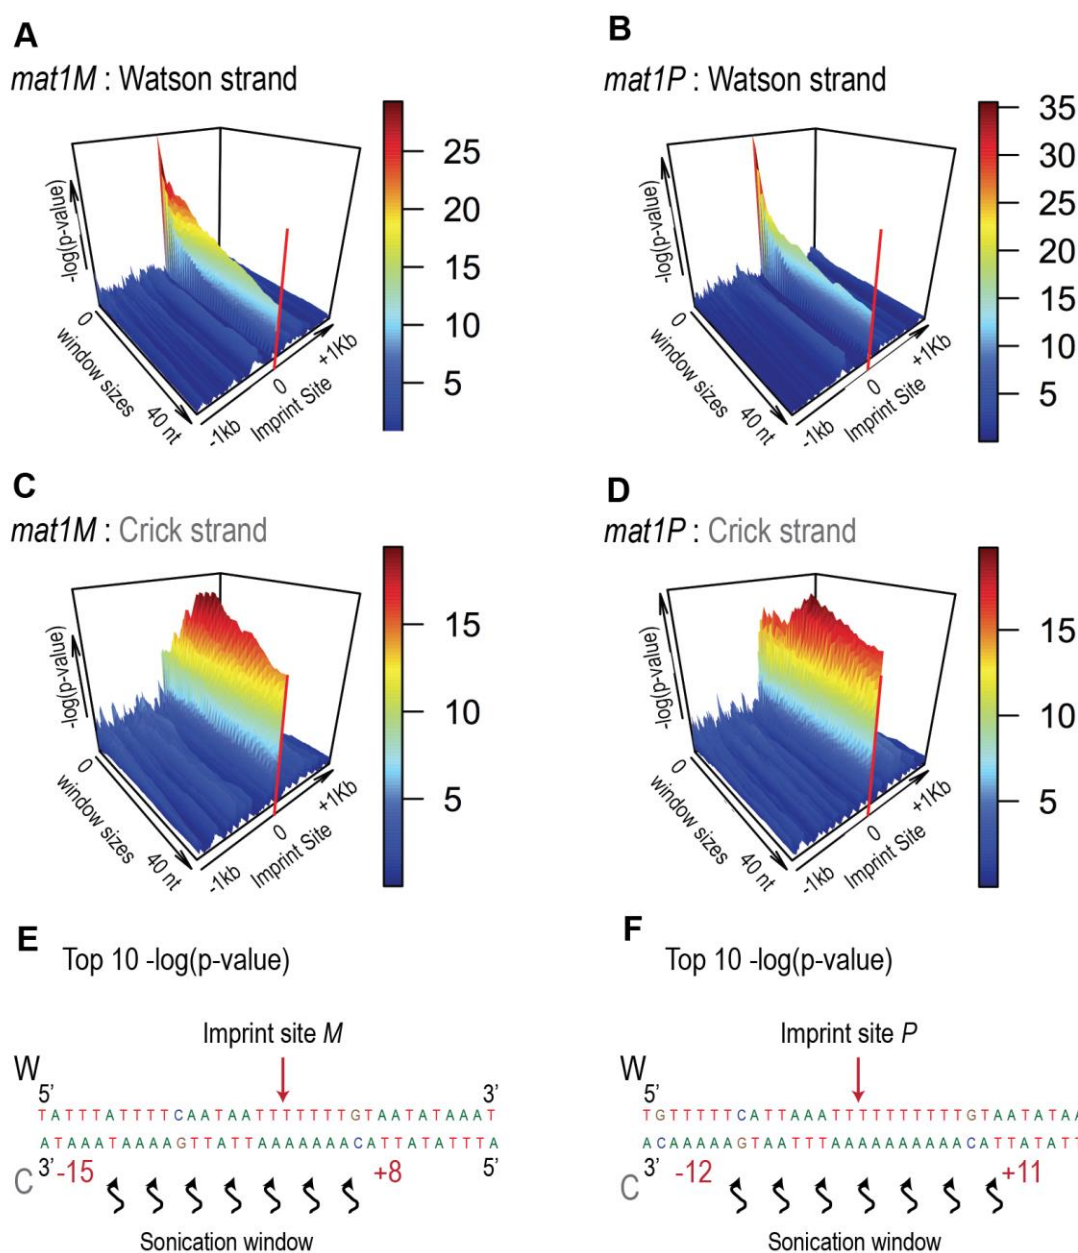 A
mat1M : Watson strand
-log(p-value)
0
window sizes
40 nt
-1kb
0
Imprint Site
+1Kb
25
20
15
10
5
B
mat1P : Watson strand
-log(p-value)
0
window sizes
40 nt
-1kb
0
Imprint Site
+1Kb
35
30
25
20
15
10
5
C
mat1M : Crick strand
-log(p-value)
0
window sizes
40 nt
-1kb
0
Imprint Site
+1Kb
15
10
5
D
mat1P : Crick strand
-log(p-value)
0
window sizes
40 nt
-1kb
0
Imprint Site
+1Kb
15
10
5
E
Top 10 -log(p-value)
Imprint site M
W
5’ 3’
TATTTATTTTCAATAATTTTTTTGTAATATAAAT
ATAAATAAAAGTTATTAAAAAAACATTATATTTA
3’ -15 +8 5’
C
Sonication window
F
Top 10 -log(p-value)
Imprint site P
W
5’
TGTTTTTCATTAAATTTTTTTTTTGTAATATAA
ACAAAAAGTAATTTAAAAAAAAAACATTATATT
3’ -12 +11
C
Sonication window